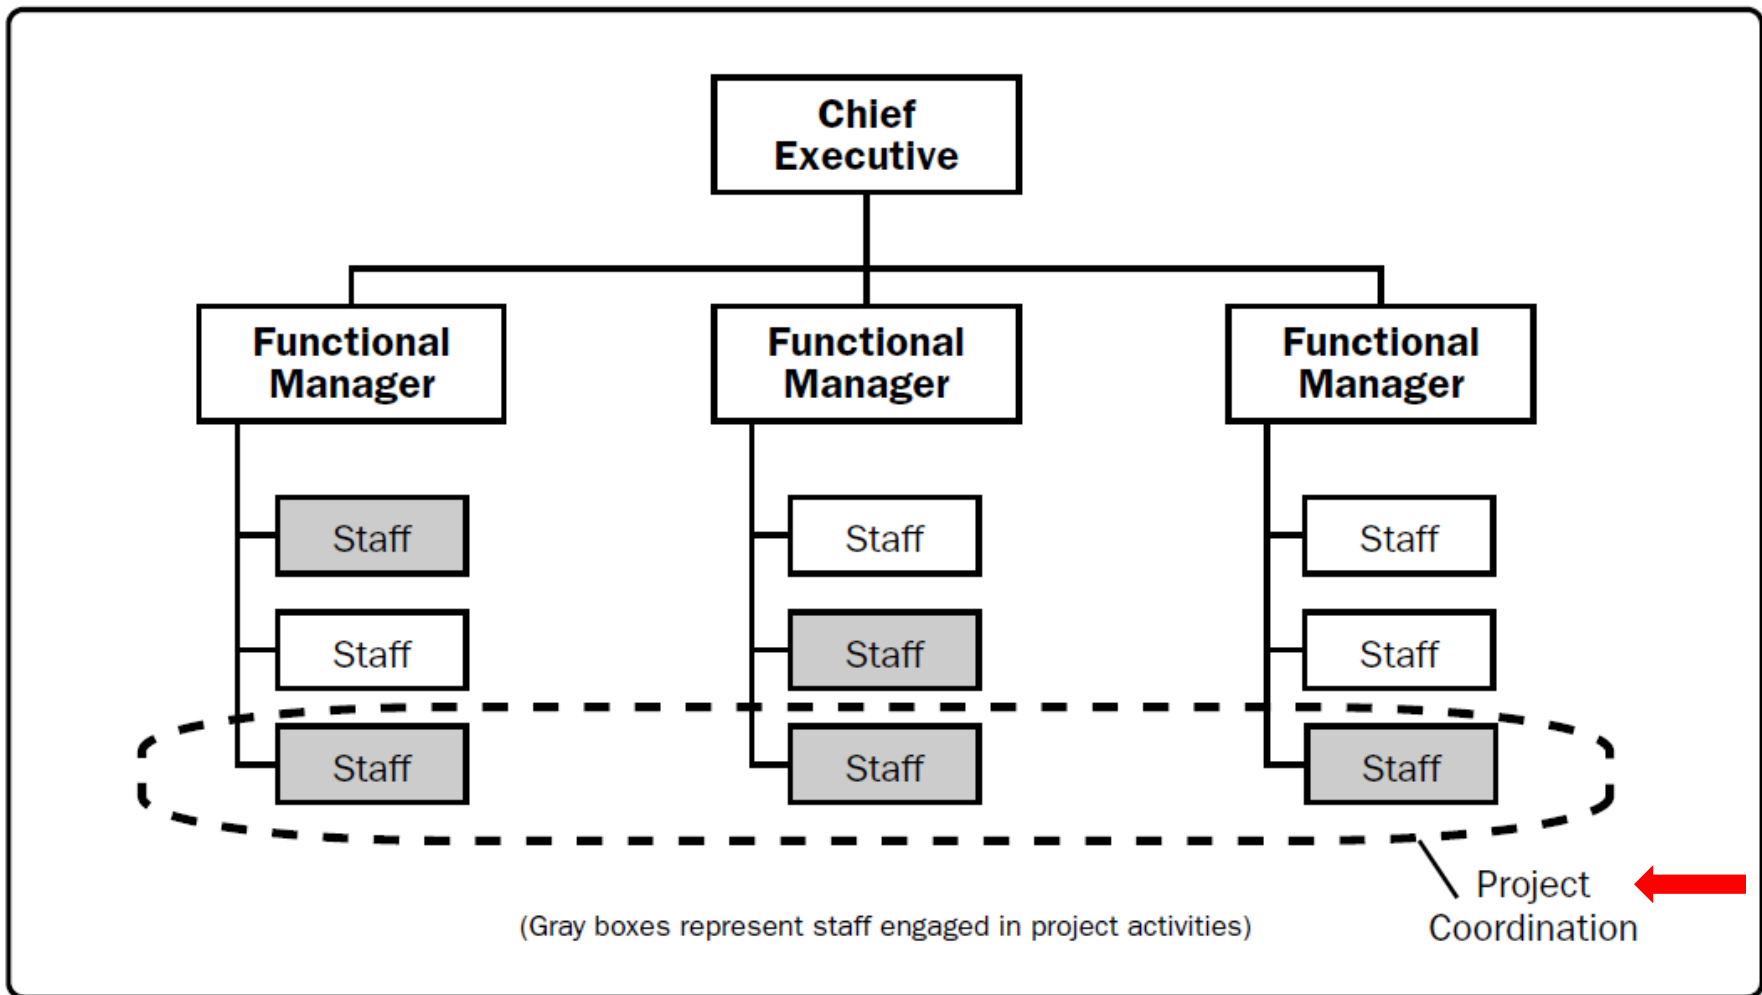 Chief
Executive
Functional
Manager
Functional
Manager
Functional
Manager
Staff
Staff
Staff
Staff
Staff
Staff
Staff
Staff
Staff
Project
Coordination
(Gray boxes represent staff engaged in project activities)